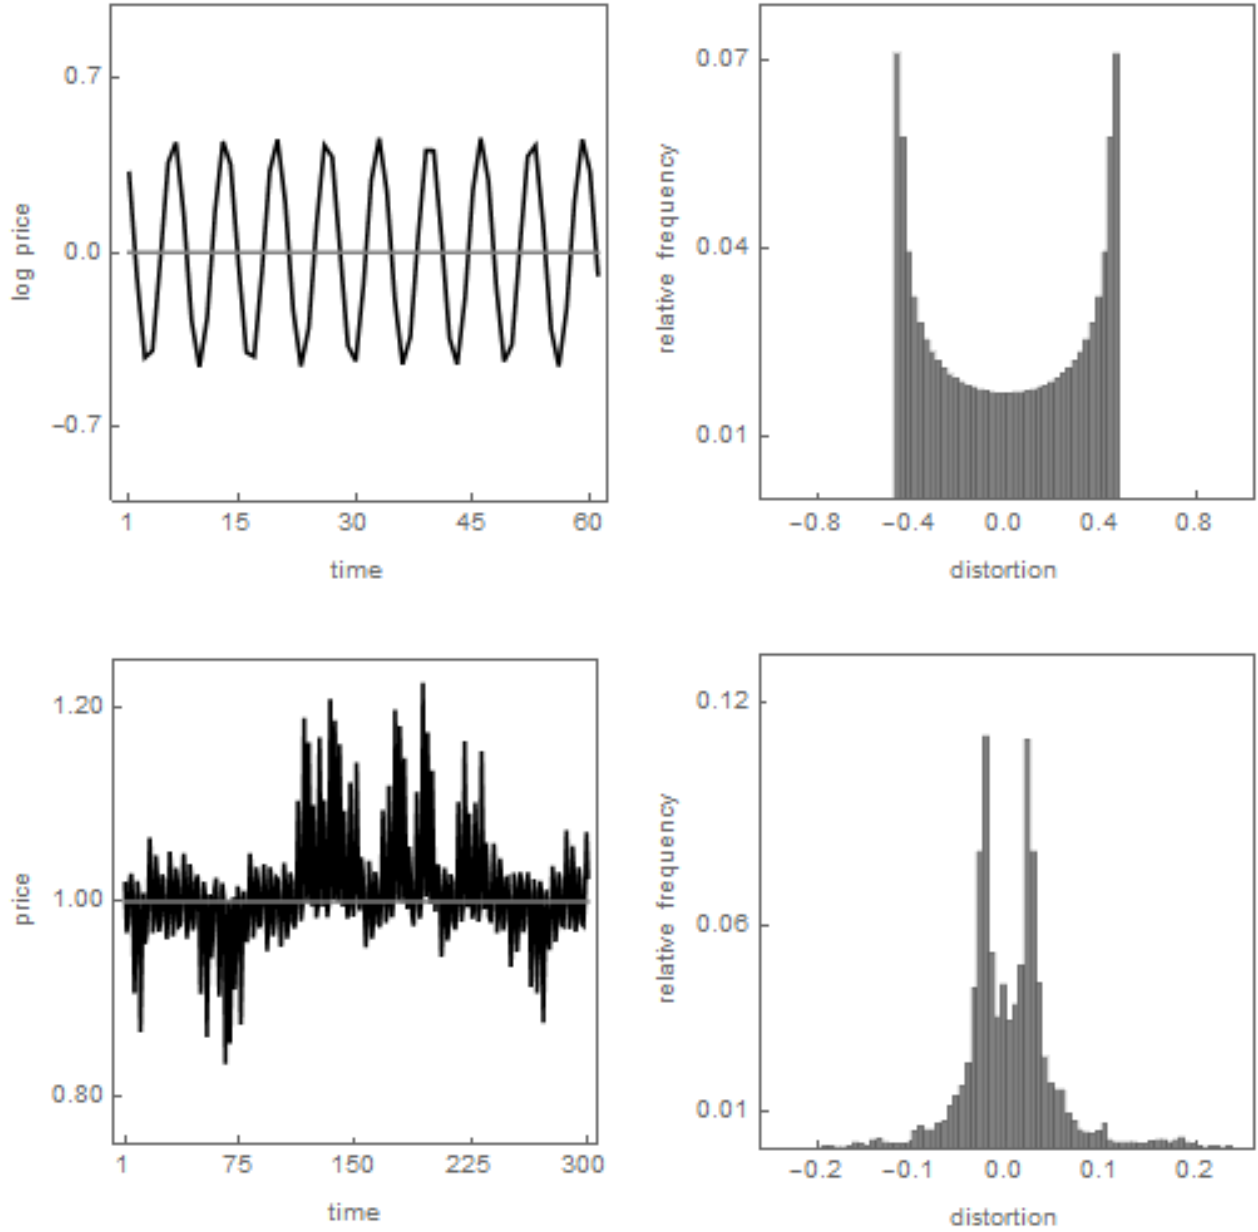 0.7
0.0
−0.7
log price
1 15 30 45 60
time
0.07
0.04
0.01
relative frequency
−0.8 −0.4 0.0 0.4 0.8
distortion
1.20
1.00
0.80
price
1 75 150 225 300
time
0.12
0.06
0.01
relative frequency
−0.2 −0.1 0.0 0.1 0.2
distortion